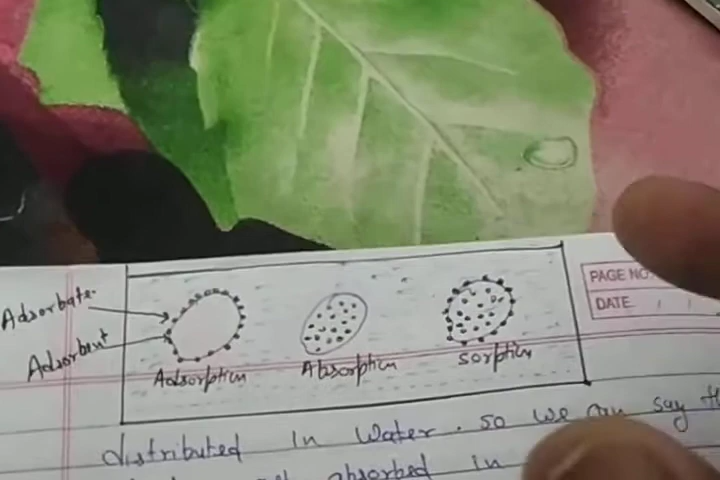 PAGE NO.
DATE
Adsorbate
Adsorbent
Adsorption
Absorption
Sorption
distributed in Water. so we can say
absorbed in